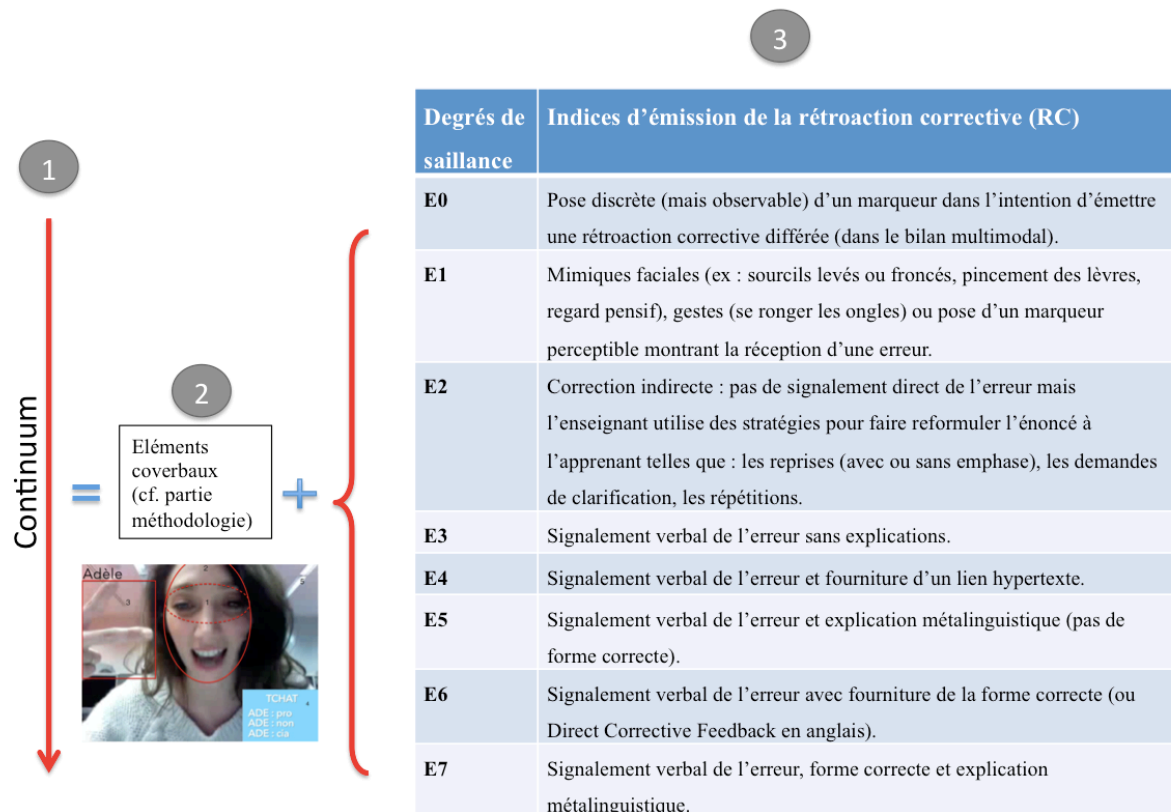 3
1
Degrés de
saillance
Indices d’émission de la rétroaction corrective (RC)
E0
Pose discrète (mais observable) d’un marqueur dans l’intention d’émettre
une rétroaction corrective différée (dans le bilan multimodal).
E1
Mimiques faciales (ex : sourcils levés ou froncés, pincement des lèvres,
regard pensif), gestes (se ronger les ongles) ou pose d’un marqueur
perceptible montrant la réception d’une erreur.
E2
Correction indirecte : pas de signalement direct de l’erreur mais
l’enseignant utilise des stratégies pour faire reformuler l’énoncé à
l’apprenant telles que : les reprises (avec ou sans emphase), les demandes
de clarification, les répétitions.
E3
Signalement verbal de l’erreur sans explications.
E4
Signalement verbal de l’erreur et fourniture d’un lien hypertexte.
E5
Signalement verbal de l’erreur et explication métalinguistique (pas de
forme correcte).
E6
Signalement verbal de l’erreur avec fourniture de la forme correcte (ou
Direct Corrective Feedback en anglais).
E7
Signalement verbal de l’erreur, forme correcte et explication
métalinguistique.
Continuum
=
2
Eléments
coverbaux
(cf. partie
méthodologie)
+
Adèle
2
1
3
5
TCHAT
4
ADE : pro
ADE : non
ADE : cia